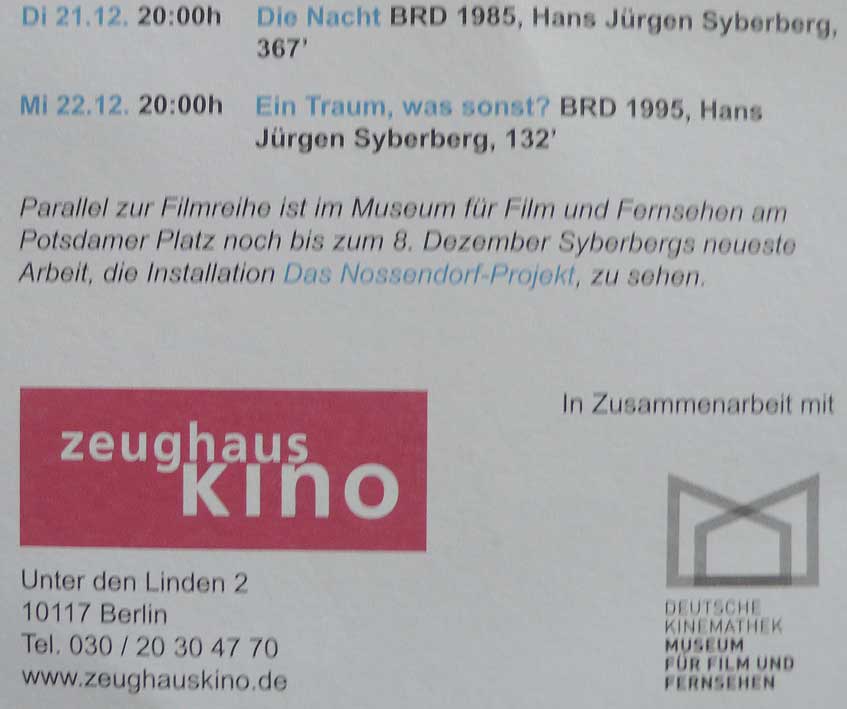 Di 21.12. 20:00h Die Nacht BRD 1985, Hans Jürgen Syberberg,
367’
Mi 22.12. 20:00h Ein Traum, was sonst? BRD 1995, Hans
Jürgen Syberberg, 132’
Parallel zur Filmreihe ist im Museum für Film und Fernsehen am
Potsdamer Platz noch bis zum 8. Dezember Syberbergs neueste
Arbeit, die Installation Das Nossendorf-Projekt, zu sehen.
zeughaus
kino
Unter den Linden 2
10117 Berlin
Tel. 030 / 20 30 47 70
www.zeughauskino.de
In Zusammenarbeit mit
DEUTSCHE
KINEMATHEK
MUSEUM
FÜR FILM UND
FERNSEHEN